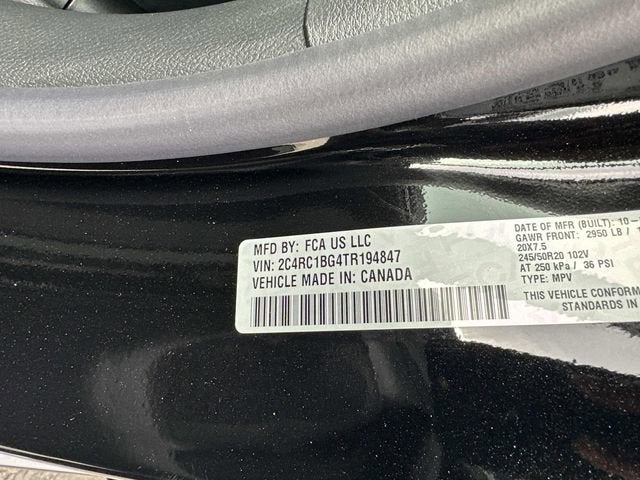 MFD BY: FCA US LLC
VIN: 2C4RC1BG4TR194847
VEHICLE MADE IN CANADA
DATE OF MFR (BUILT): 10-
GAWR FRONT: 2950 LB /
20X7.5
245/50R20 102V
AT 250 kPa / 36 PSI
TYPE: MPV
THIS VEHICLE CONFORM
STANDARDS IN